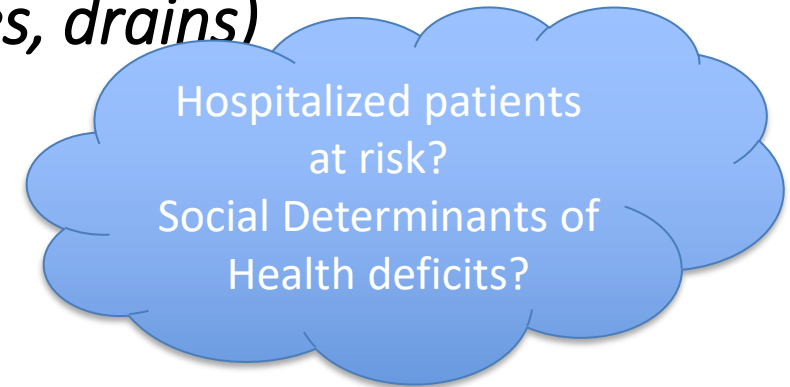 es, drains)
Hospitalized patients
at risk?
Social Determinants of
Health deficits?